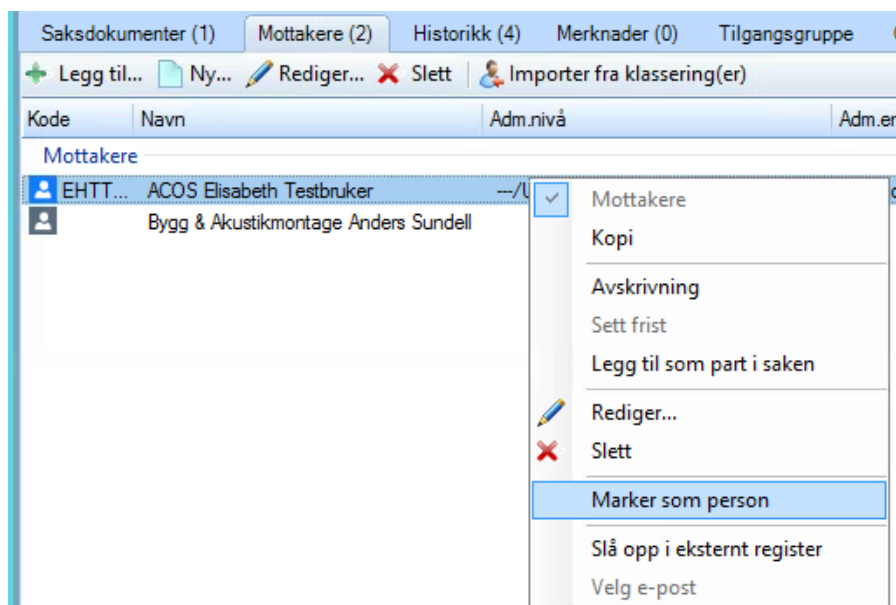 Saksdokumenter (1) Mottakere (2) Historikk (4) Merknader (0) Tilgangsgruppe
Legg til... Ny... Rediger... Slett Importer fra klassering(er)
Kode Navn Adm.nivå
Mottakere
EHTT... ACOS Elisabeth Testbruker
Bygg & Akustikmontage Anders Sundell
Mottakere
Kopi
Avskrivning
Sett frist
Legg til som part i saken
Rediger...
Slett
Marker som person
Slå opp i eksternt register
Velg e-post